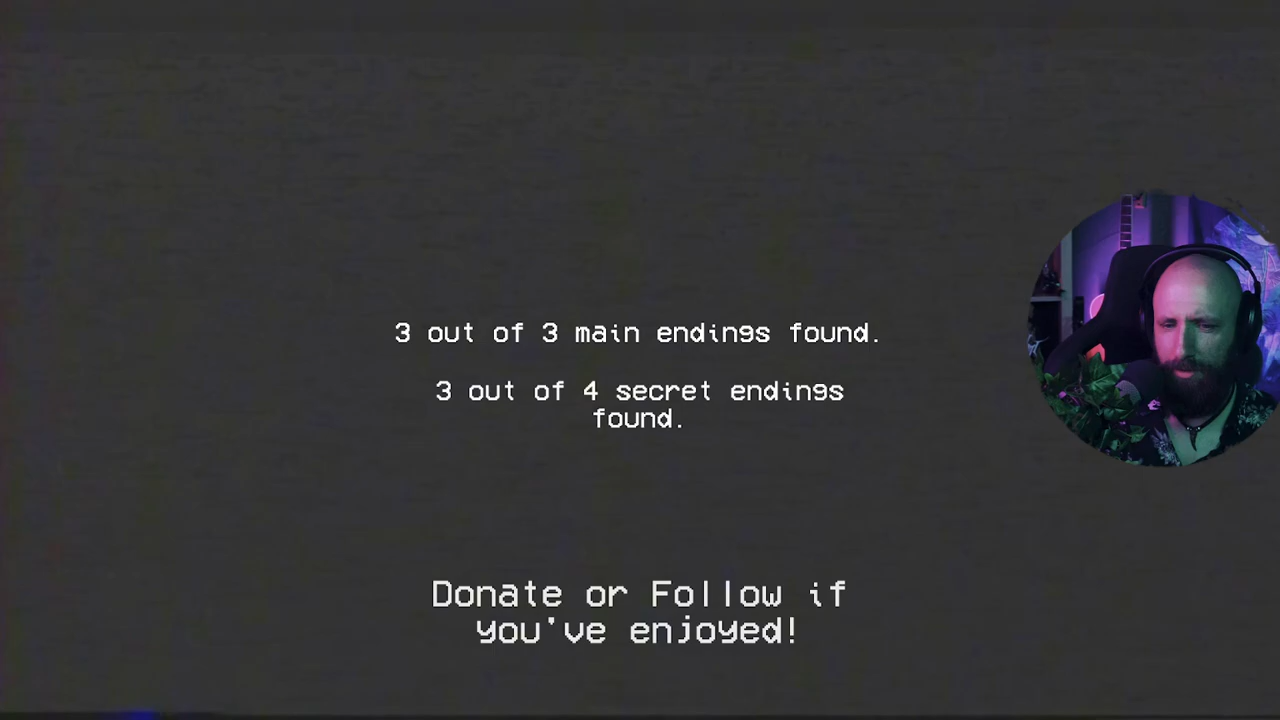 3 out of 3 main endings found.
3 out of 4 secret endings
found.
Donate or Follow if
you've enjoyed!